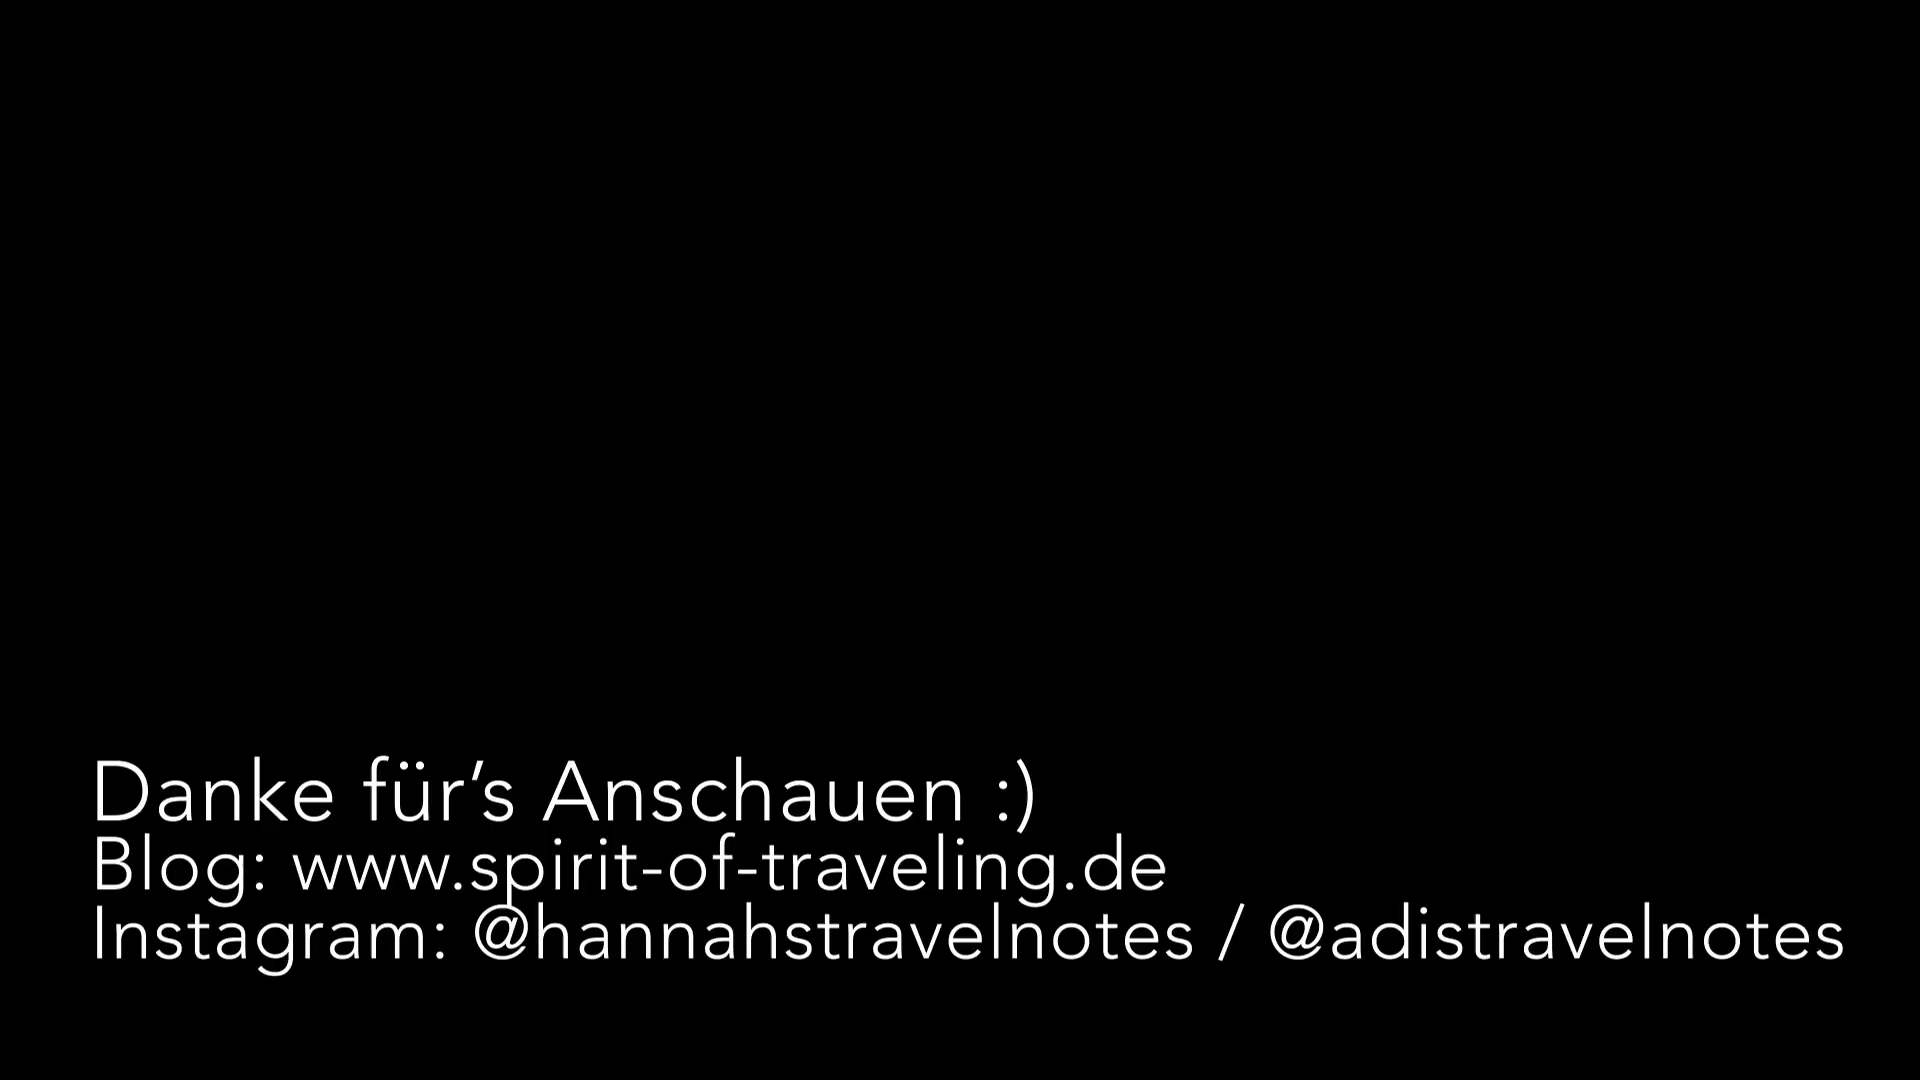 Danke für’s Anschauen :)
Blog: www.spirit-of-traveling.de
Instagram: @hannahstravelnotes / @adistravelnotes